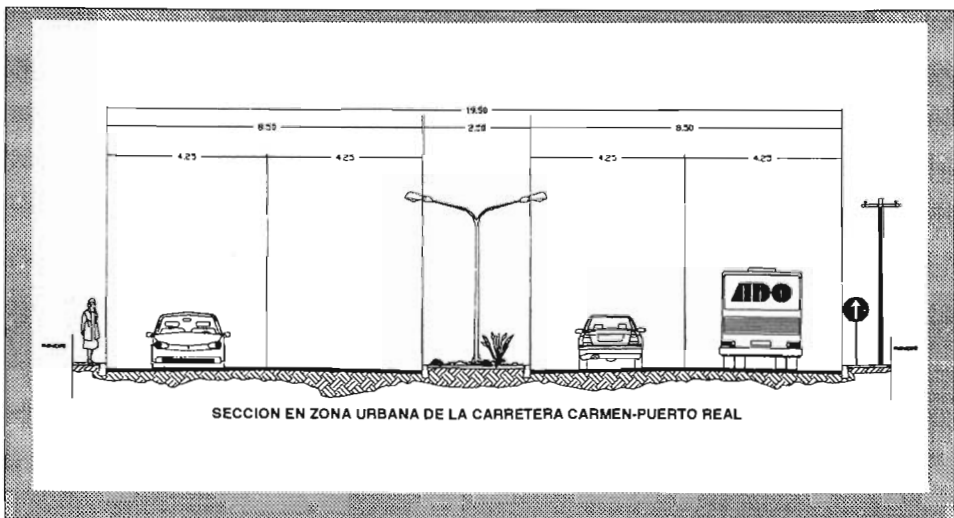 19.50
8.50 2.50 8.50
4.25 4.25 4.25 4.25
ADO
SECCION EN ZONA URBANA DE LA CARRETERA CARMEN-PUERTO REAL